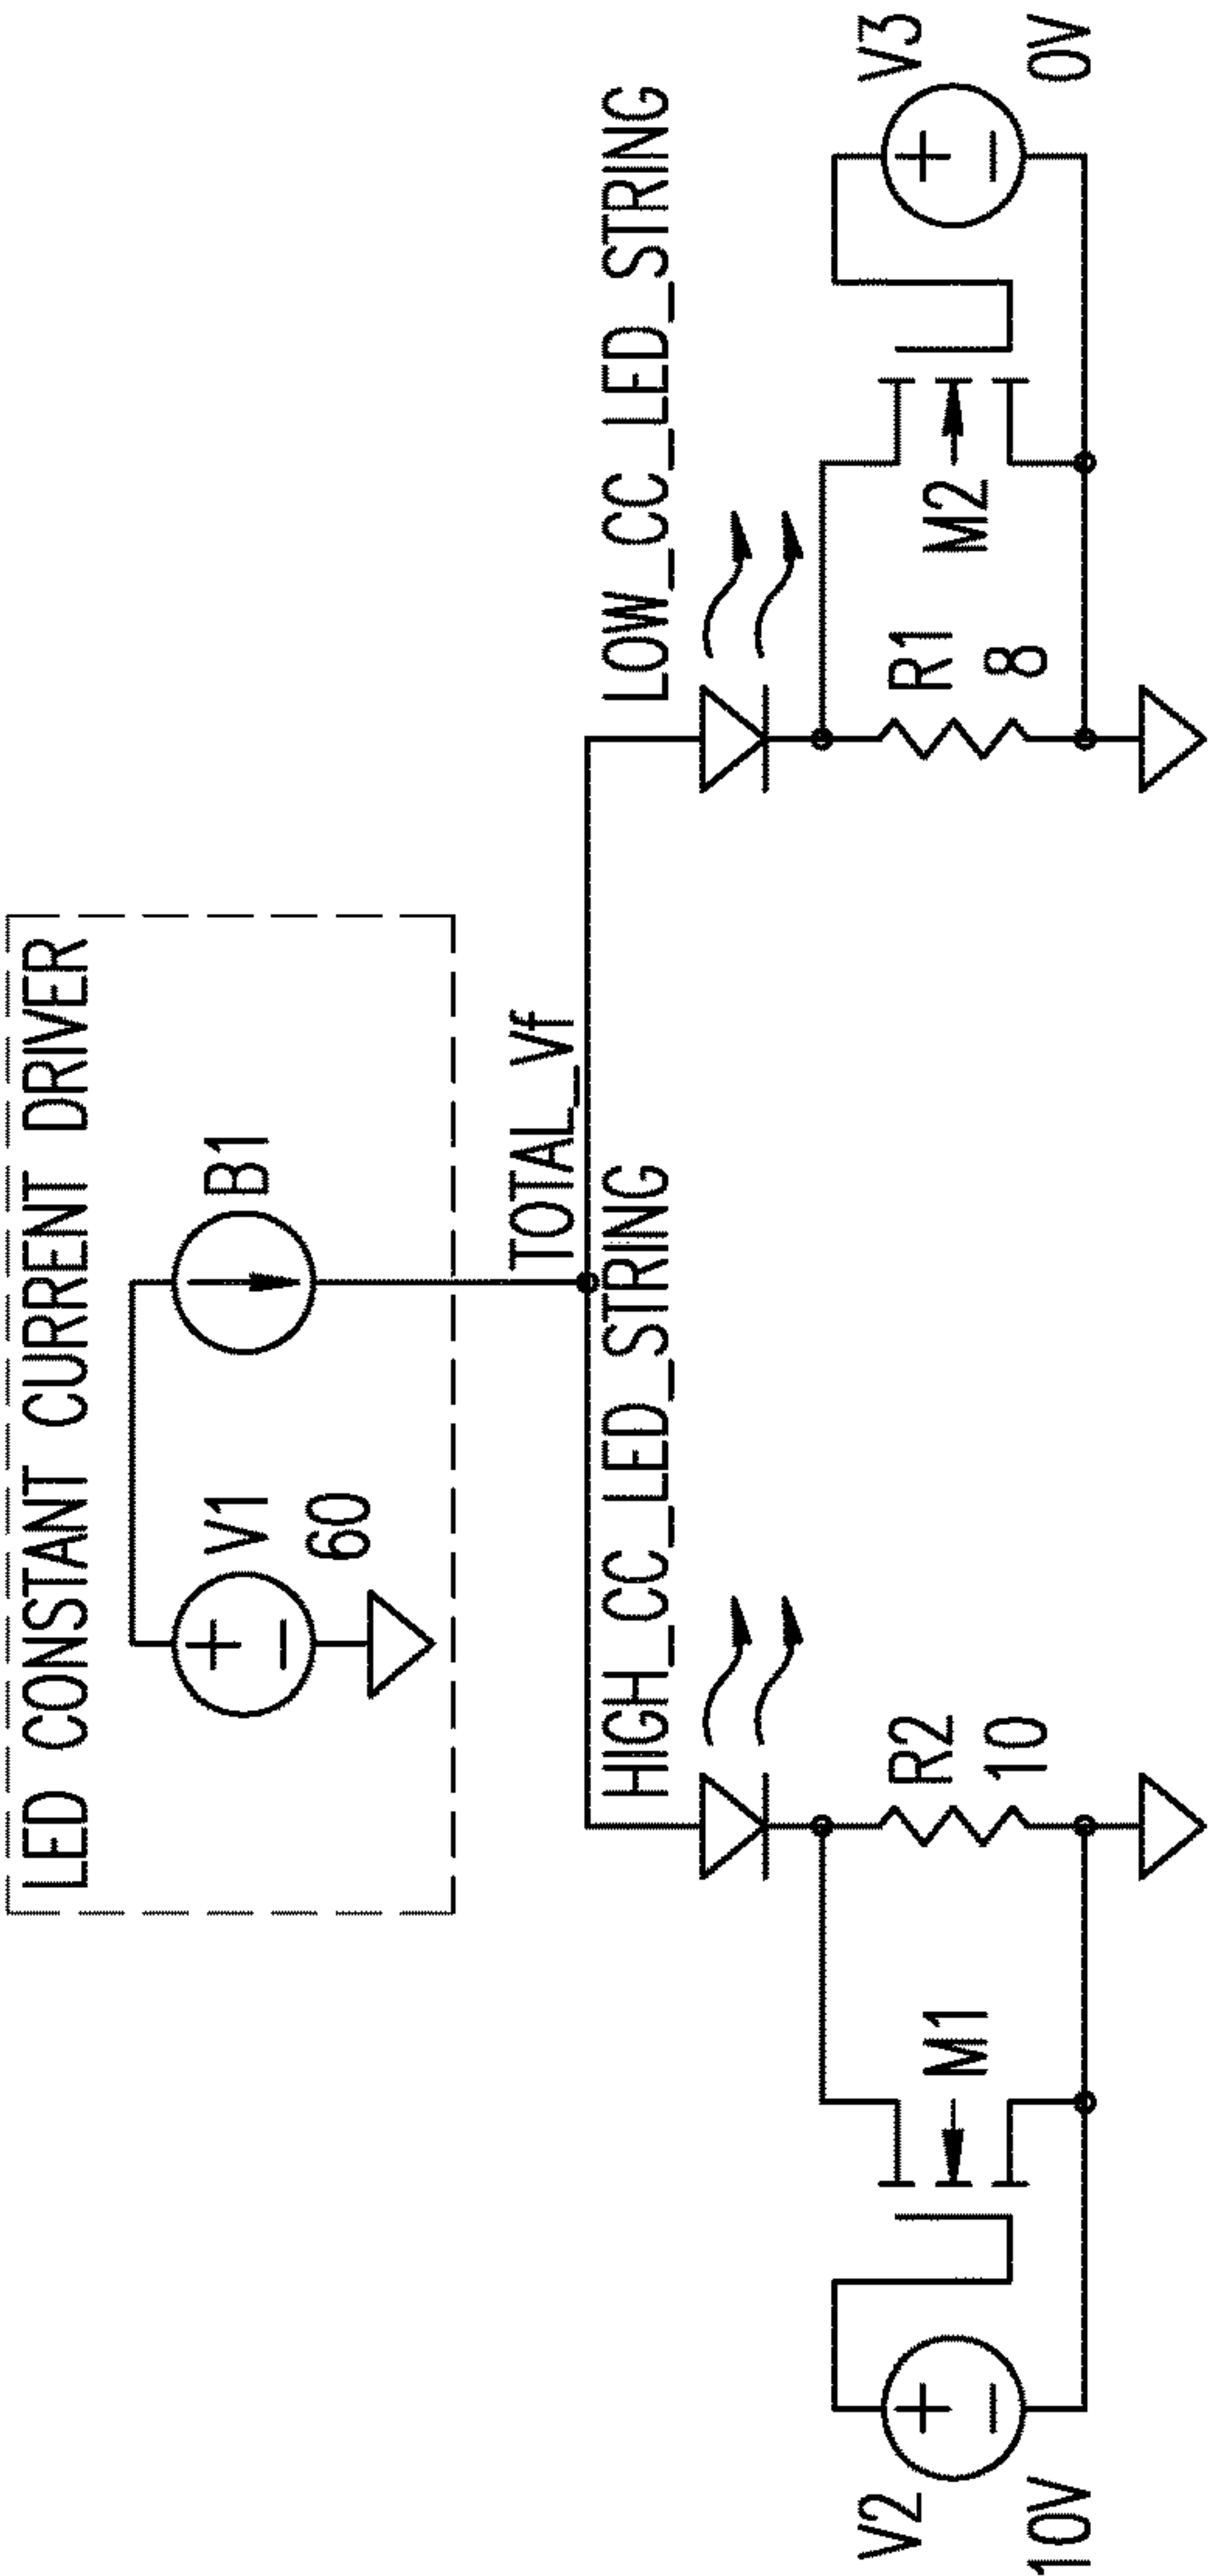 LED CONSTANT CURRENT DRIVER
V1
60
B1
TOTAL_Vf
HIGH_CC_LED_STRING
LOW_CC_LED_STRING
V2
10V
M1
R2
10
R1
8
M2
V3
0V